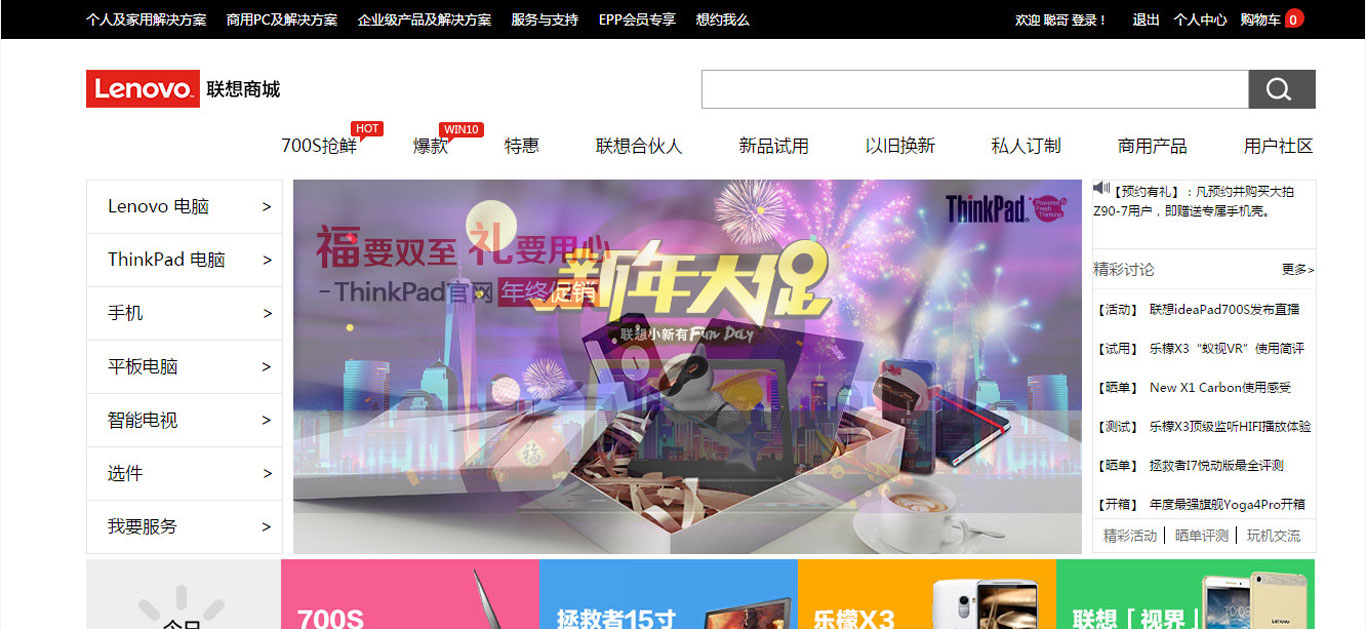 个人及家用解决方案 商用PC及解决方案 企业级产品及解决方案 服务与支持 EPP会员专享 想约我么 欢迎 聪哥 登录！ 退出 个人中心 购物车 0
Lenovo 联想商城
HOT WIN10
700S抢鲜 爆款 特惠 联想合伙人 新品试用 以旧换新 私人订制 商用产品 用户社区
Lenovo 电脑 >
ThinkPad 电脑 >
手机 >
平板电脑 >
智能电视 >
选件 >
我要服务 >
ThinkPad
Powered by Fresh Thinking
福要双至 礼要用心
-ThinkPad官网 年终促销
新年大促
联想小新有Fun Day
福
【预约有礼】：凡预约并购买大拍
Z90-7用户，即赠送专属手机壳。
精彩讨论 更多>
【活动】 联想ideaPad700S发布直播
【试用】 乐檬X3“蚁视VR”使用简评
【晒单】 New X1 Carbon使用感受
【测试】 乐檬X3顶级监听HIFI播放体验
【晒单】 拯救者I7悦动版最全评测
【开箱】 年度最强旗舰Yoga4Pro开箱
精彩活动 晒单评测 玩机交流
今日
700S
拯救者15寸
乐檬X3
联想「视界」